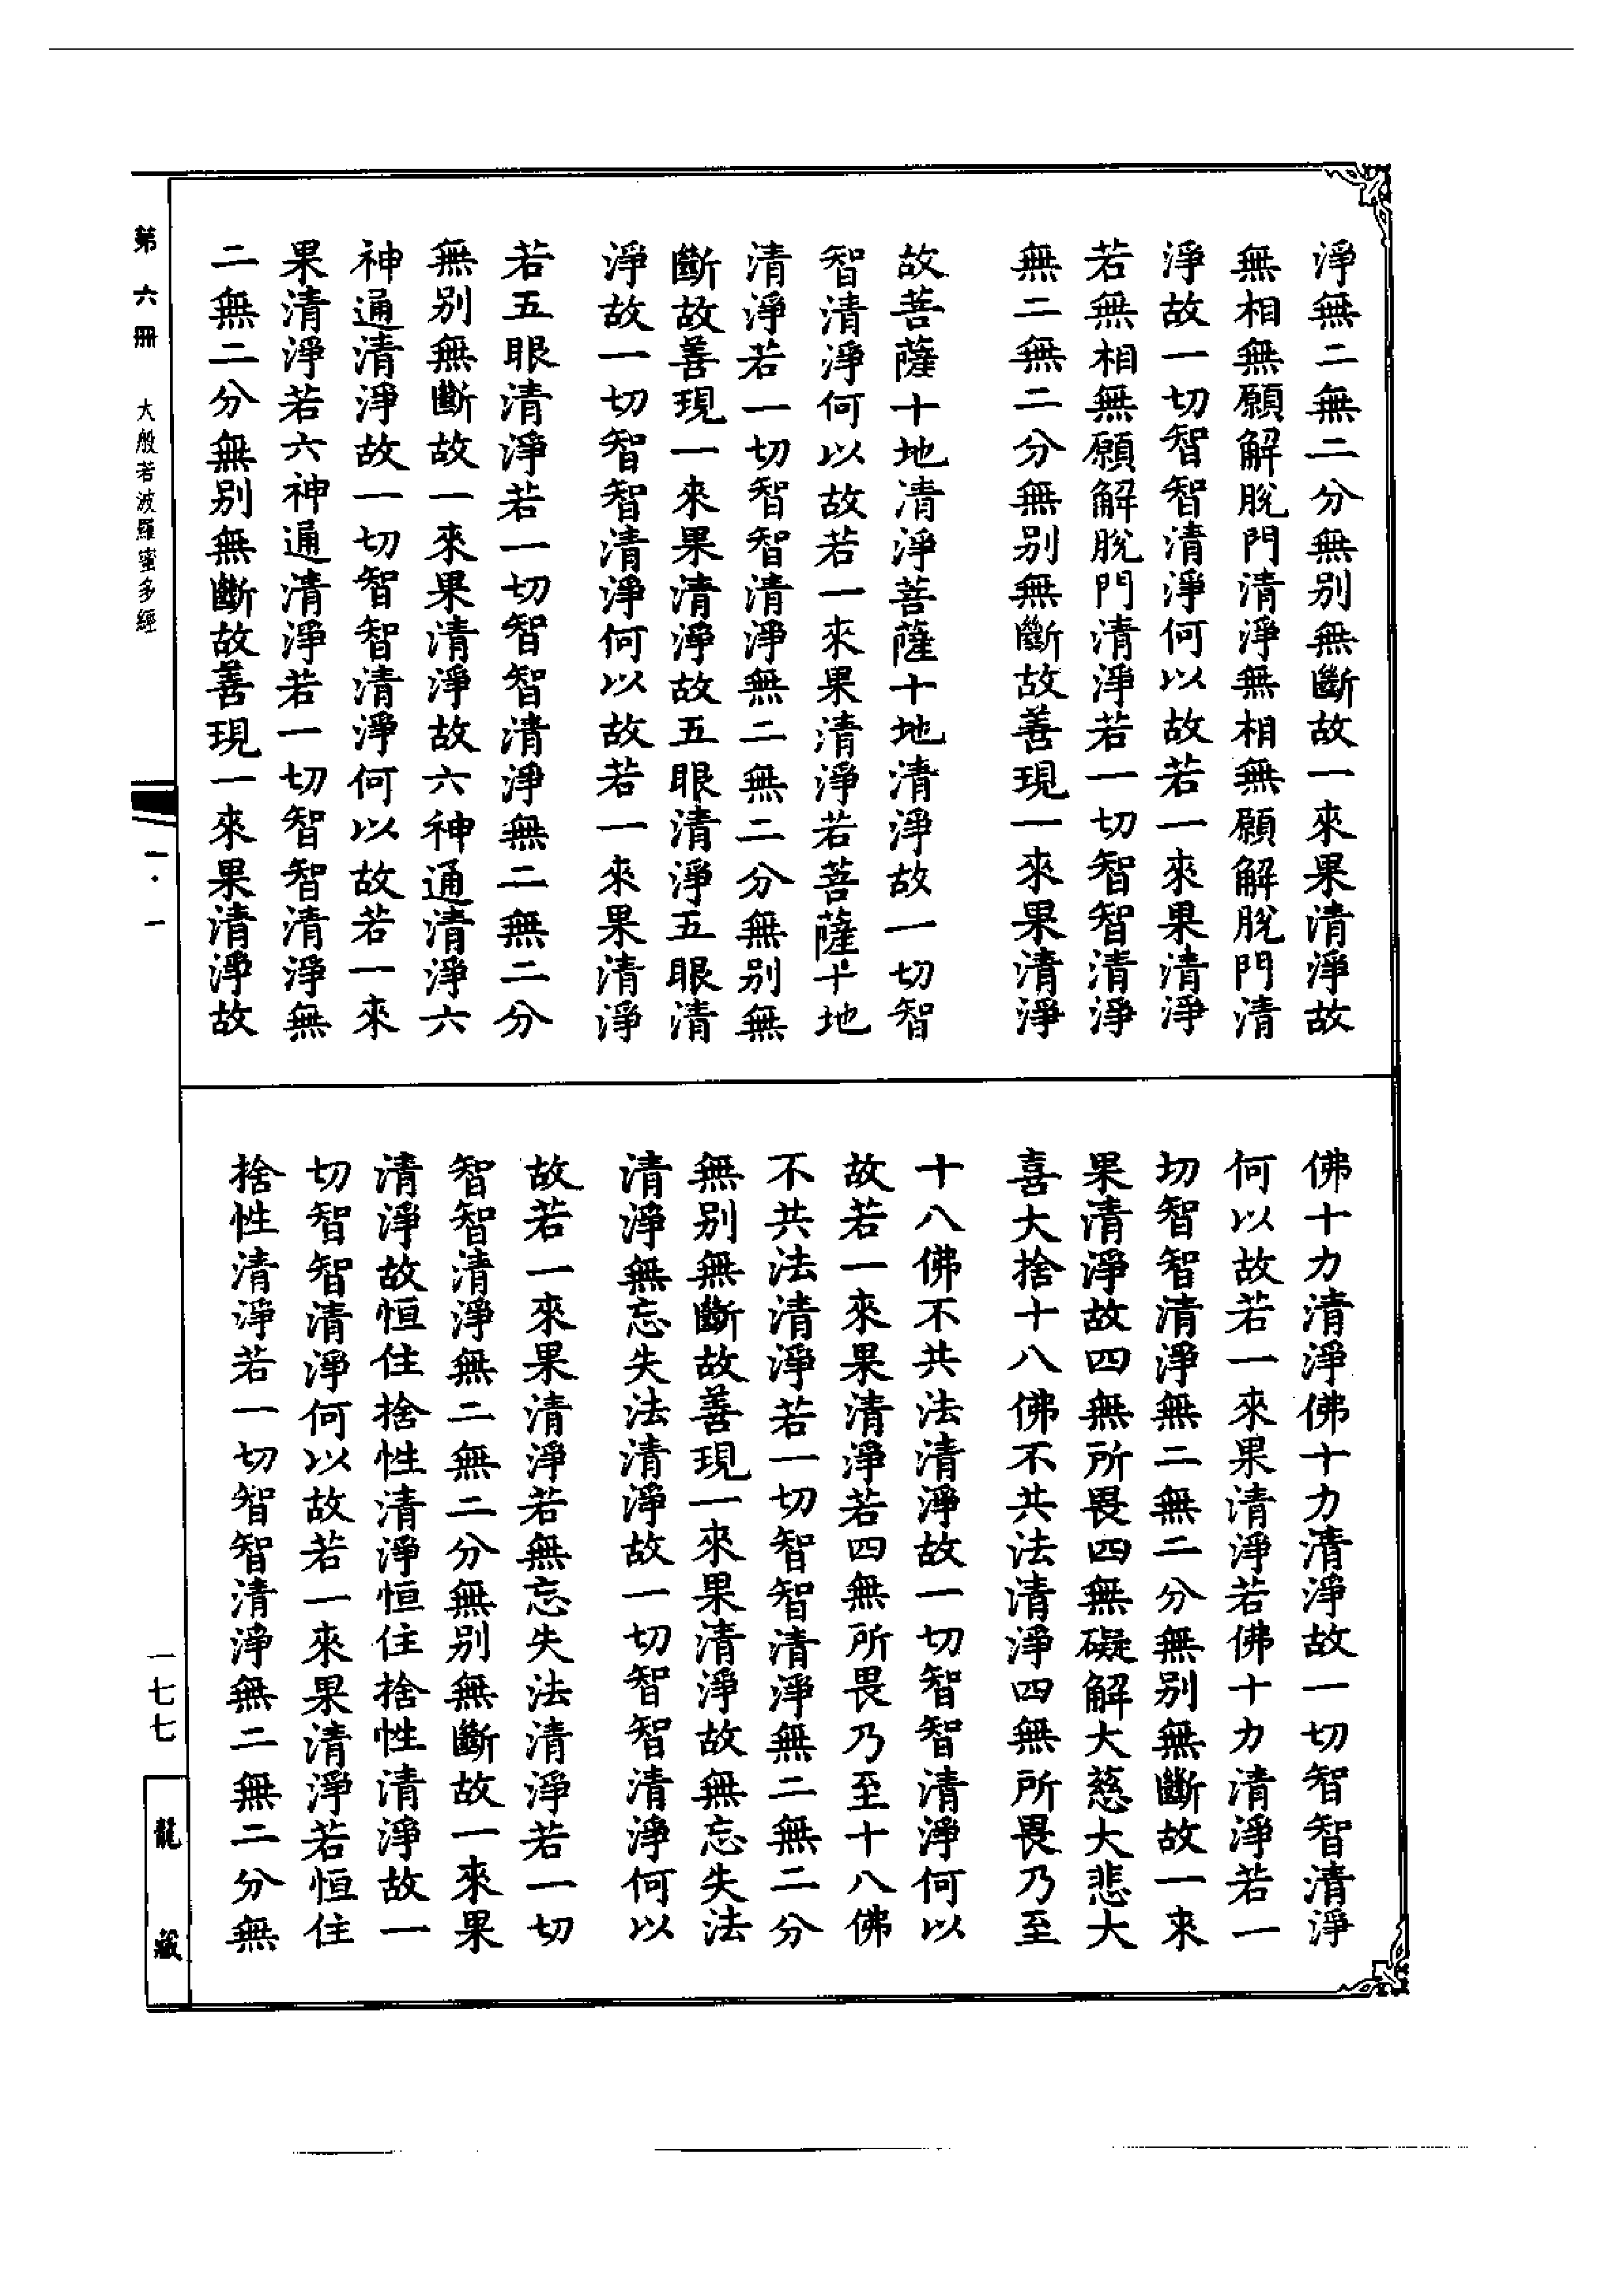 淨無二無二分無別無斷故一來果清淨故
無相無願解脫門清淨無相無願解脫門清
淨故一切智智清淨何以故若一來果清淨
若無相無願解脫門清淨若一切智智清淨
無二無二分無別無斷故善現一來果清淨
故菩薩十地清淨菩薩十地清淨故一切智
智清淨何以故若一來果清淨若菩薩十地
清淨若一切智智清淨無二無二分無別無
斷故善現一來果清淨故五眼清淨五眼清
淨故一切智智清淨何以故若一來果清淨
若五眼清淨若一切智智清淨無二無二分
無別無斷故一來果清淨故六神通清淨六
神通清淨故一切智智清淨何以故若一來
果清淨若六神通清淨若一切智智清淨無
二無二分無別無斷故善現一來果清淨故
佛十力清淨佛十力清淨故一切智智清淨
何以故若一來果清淨若佛十力清淨若一
切智智清淨無二無二分無別無斷故一來
果清淨故四無所畏四無礙解大慈大悲大
喜大捨十八佛不共法清淨四無所畏乃至
十八佛不共法清淨故一切智智清淨何以
故若一來果清淨若四無所畏乃至十八佛
不共法清淨若一切智智清淨無二無二分
無別無斷故善現一來果清淨故無忘失法
清淨無忘失法清淨故一切智智清淨何以
故若一來果清淨若無忘失法清淨若一切
智智清淨無二無二分無別無斷故一來果
清淨故恒住捨性清淨恒住捨性清淨故一
切智智清淨何以故若一來果清淨若恒住
捨性清淨若一切智智清淨無二無二分無
第六冊 大般若波羅蜜多經
一·一
一七七
龍藏